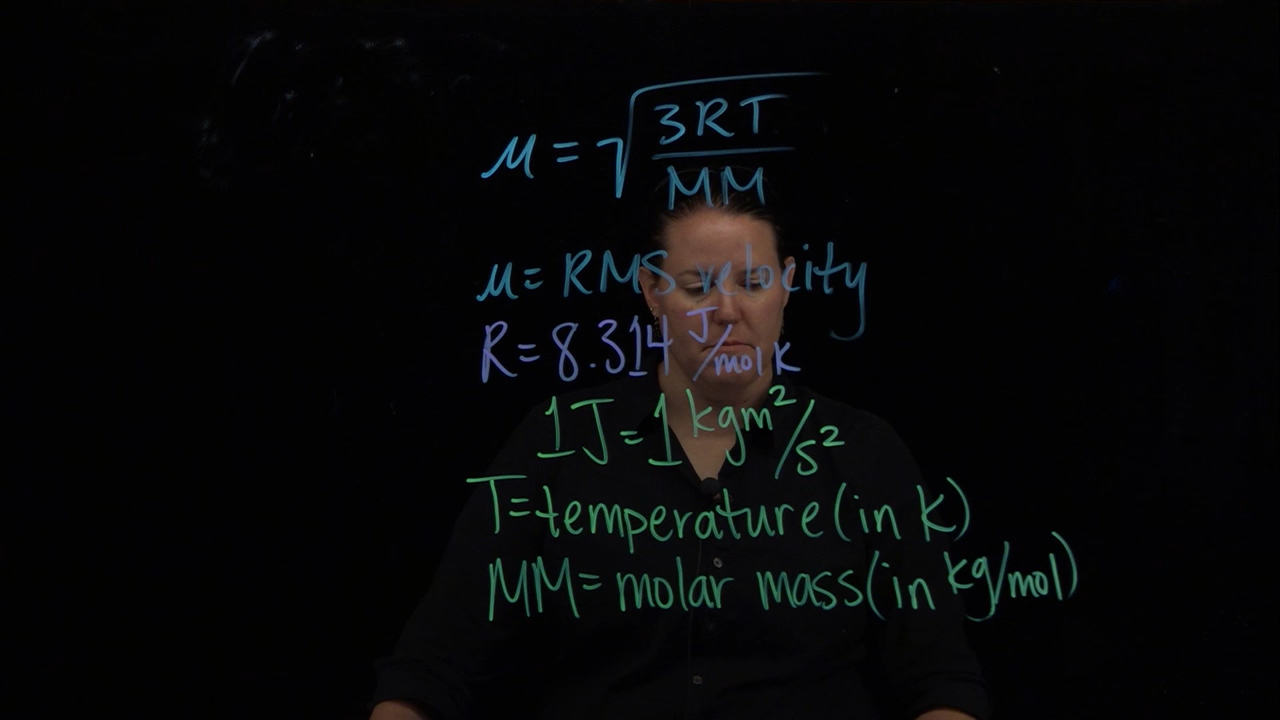 μ = √(3RT/MM)
μ = RMS velocity
R = 8.314 J/mol K
1J = 1 kgm²/s²
T = temperature (in K)
MM = molar mass (in kg/mol)